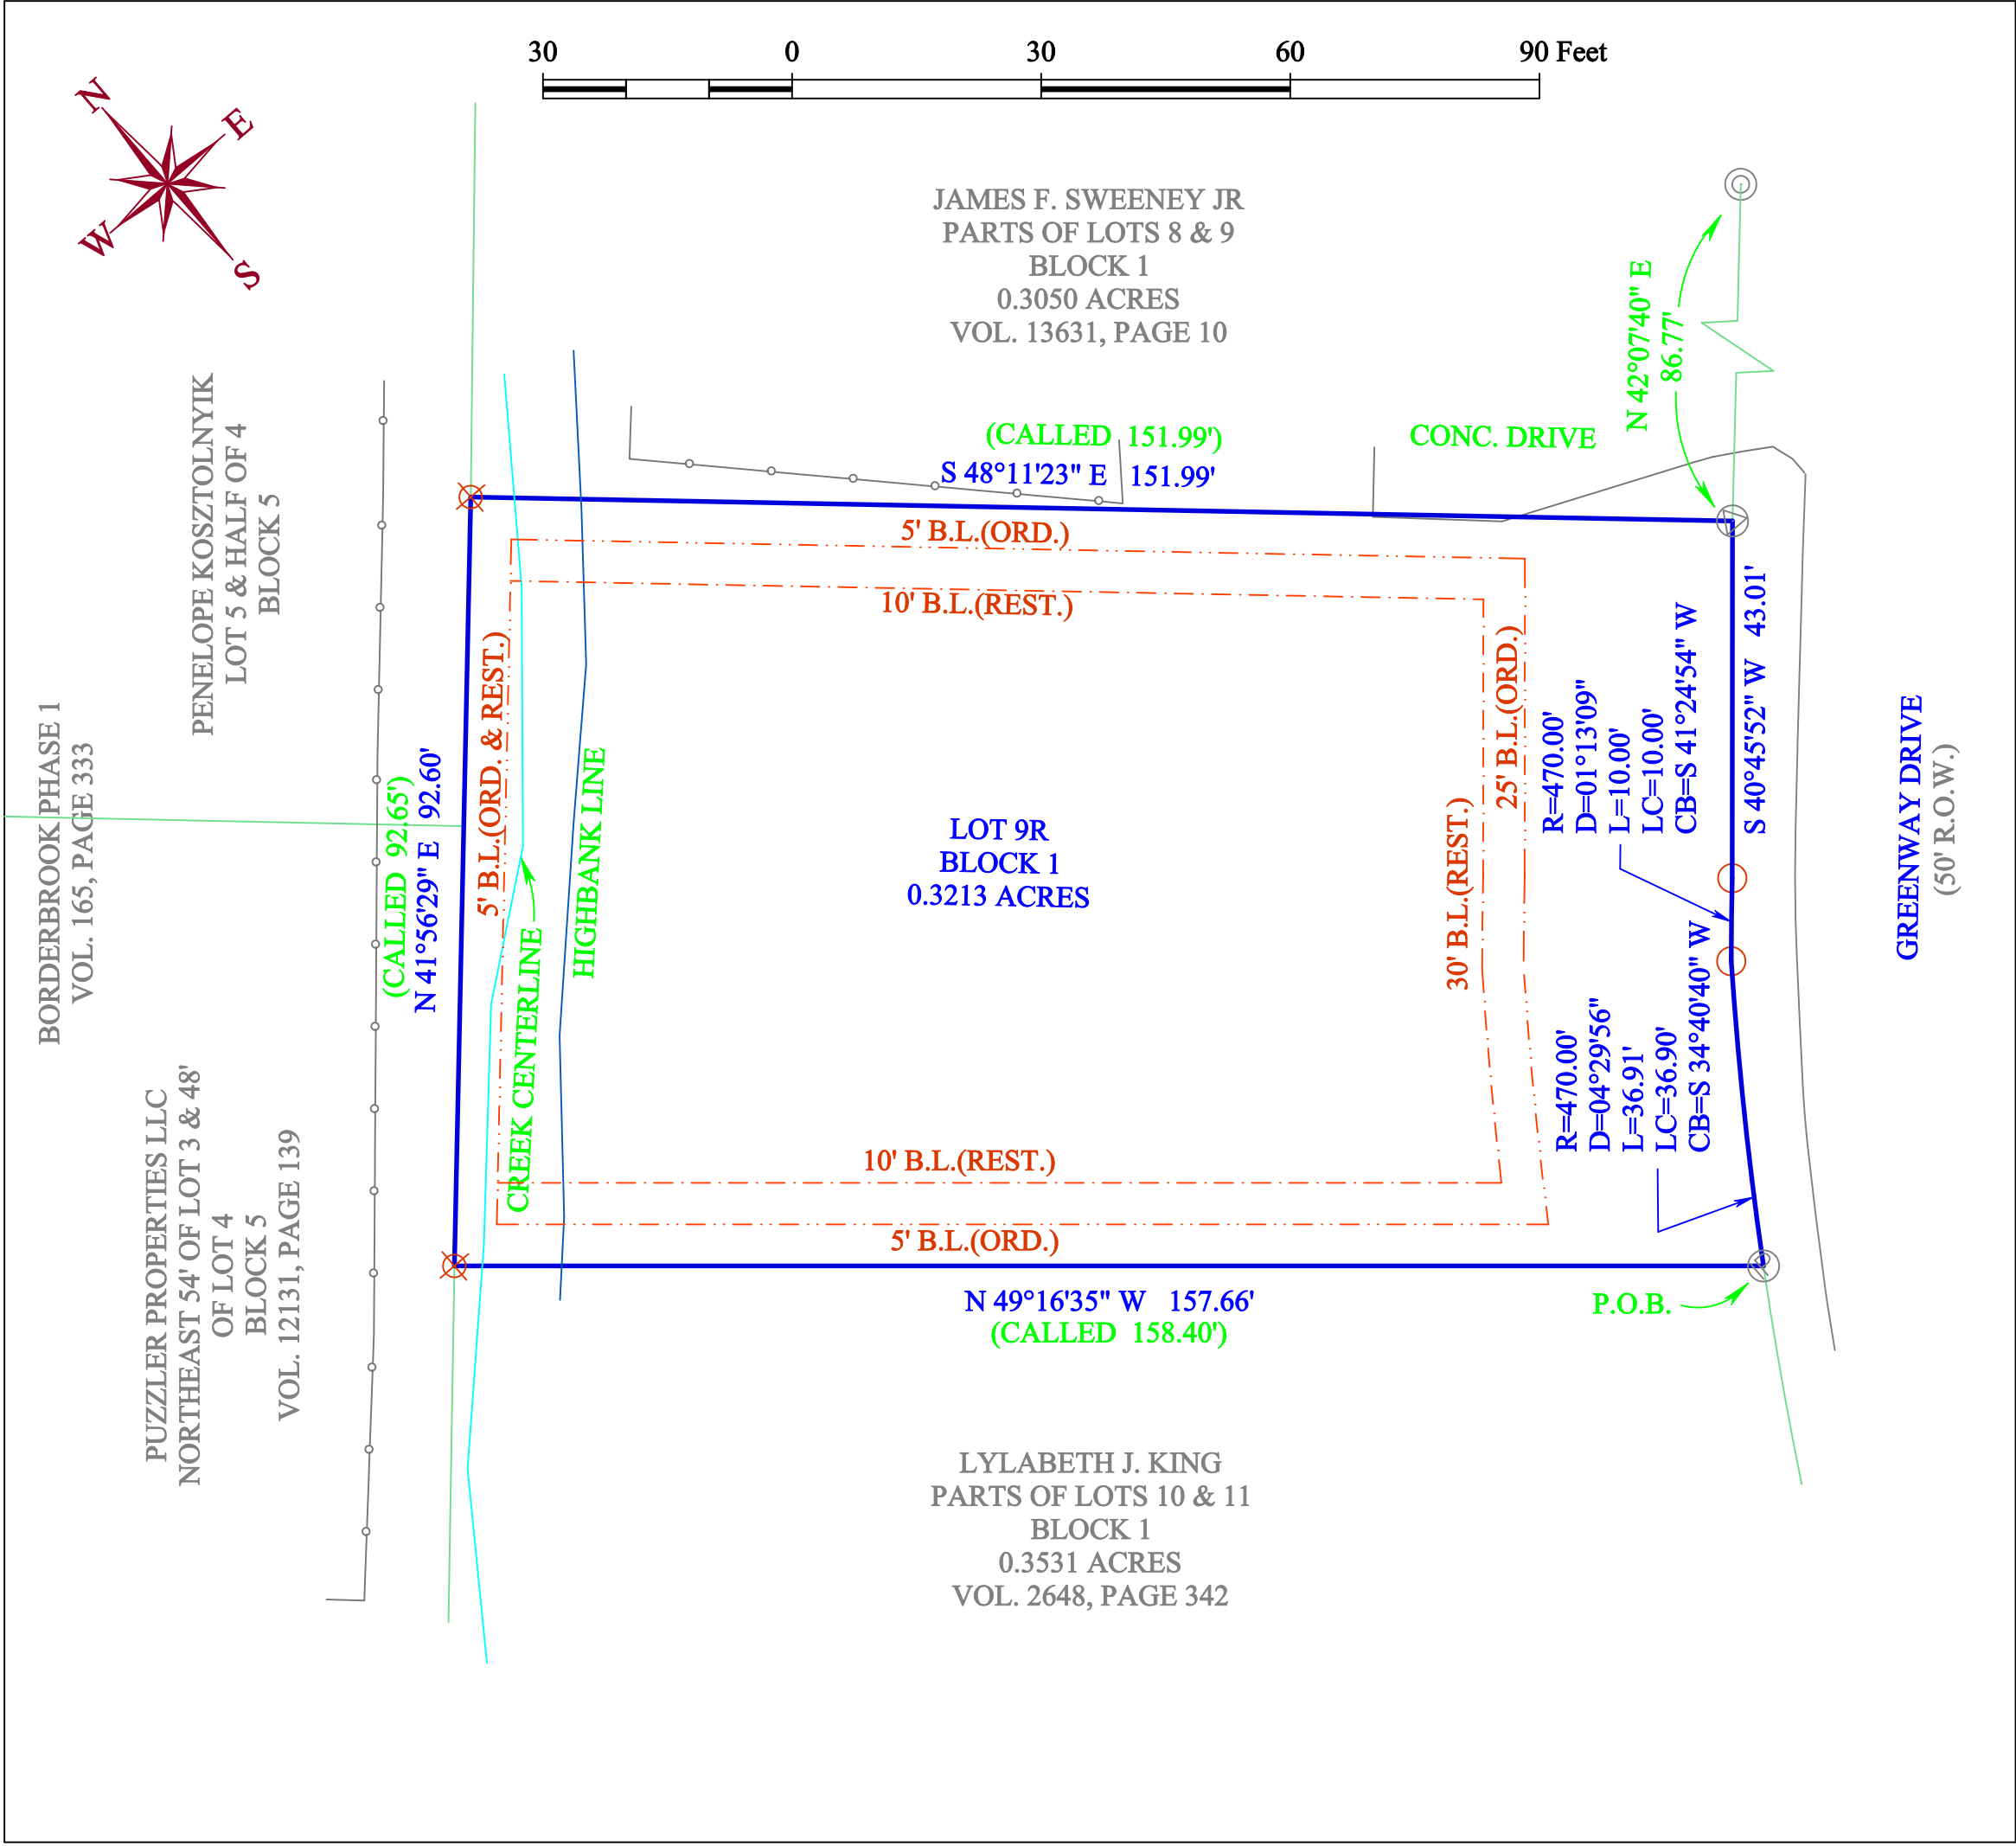 30 0 30 60 90 Feet
N
E
W
S
JAMES F. SWEENEY JR
PARTS OF LOTS 8 & 9
BLOCK 1
0.3050 ACRES
VOL. 13631, PAGE 10
N 42°07'40" E
86.77'
(CALLED 151.99')
S 48°11'23" E 151.99'
CONC. DRIVE
5' B.L.(ORD.)
10' B.L.(REST.)
PENELOPE KOSZTOLNYIK
LOT 5 & HALF OF 4
BLOCK 5
BORDERBROOK PHASE 1
VOL. 165, PAGE 333
(CALLED 92.65')
N 41°56'29" E 92.60'
5' B.L.(ORD. & REST.)
CREEK CENTERLINE
HIGHBANK LINE
LOT 9R
BLOCK 1
0.3213 ACRES
30' B.L.(REST.)
25' B.L.(ORD.)
R=470.00'
D=01°13'09"
L=10.00'
LC=10.00'
CB=S 41°24'54" W
S 40°45'52" W 43.01'
GREENWAY DRIVE
(50' R.O.W.)
R=470.00'
D=04°29'56"
L=36.91'
LC=36.90'
CB=S 34°40'40" W
PUZZLER PROPERTIES LLC
NORTHEAST 54' OF LOT 3 & 48'
OF LOT 4
BLOCK 5
VOL. 12131, PAGE 139
10' B.L.(REST.)
5' B.L.(ORD.)
N 49°16'35" W 157.66'
(CALLED 158.40')
P.O.B.
LYLABETH J. KING
PARTS OF LOTS 10 & 11
BLOCK 1
0.3531 ACRES
VOL. 2648, PAGE 342